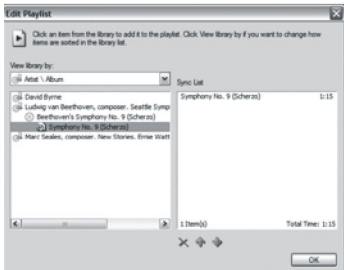 Edit Playlist
Click an item from the library to add it to the playlist. Click View library by if you want to change how
items are sorted in the library list.
View library by:
Artist \ Album
Sync List
David Byrne
Ludwig van Beethoven, composer. Seattle Symp
Beethoven's Symphony No. 9 (Scherzo)
Symphony No. 9 (Scherzo)
Marc Seales, composer. New Stories. Ernie Watt
Symphony No. 9 (Scherzo) 1:15
1 Item(s) Total Time: 1:15
OK